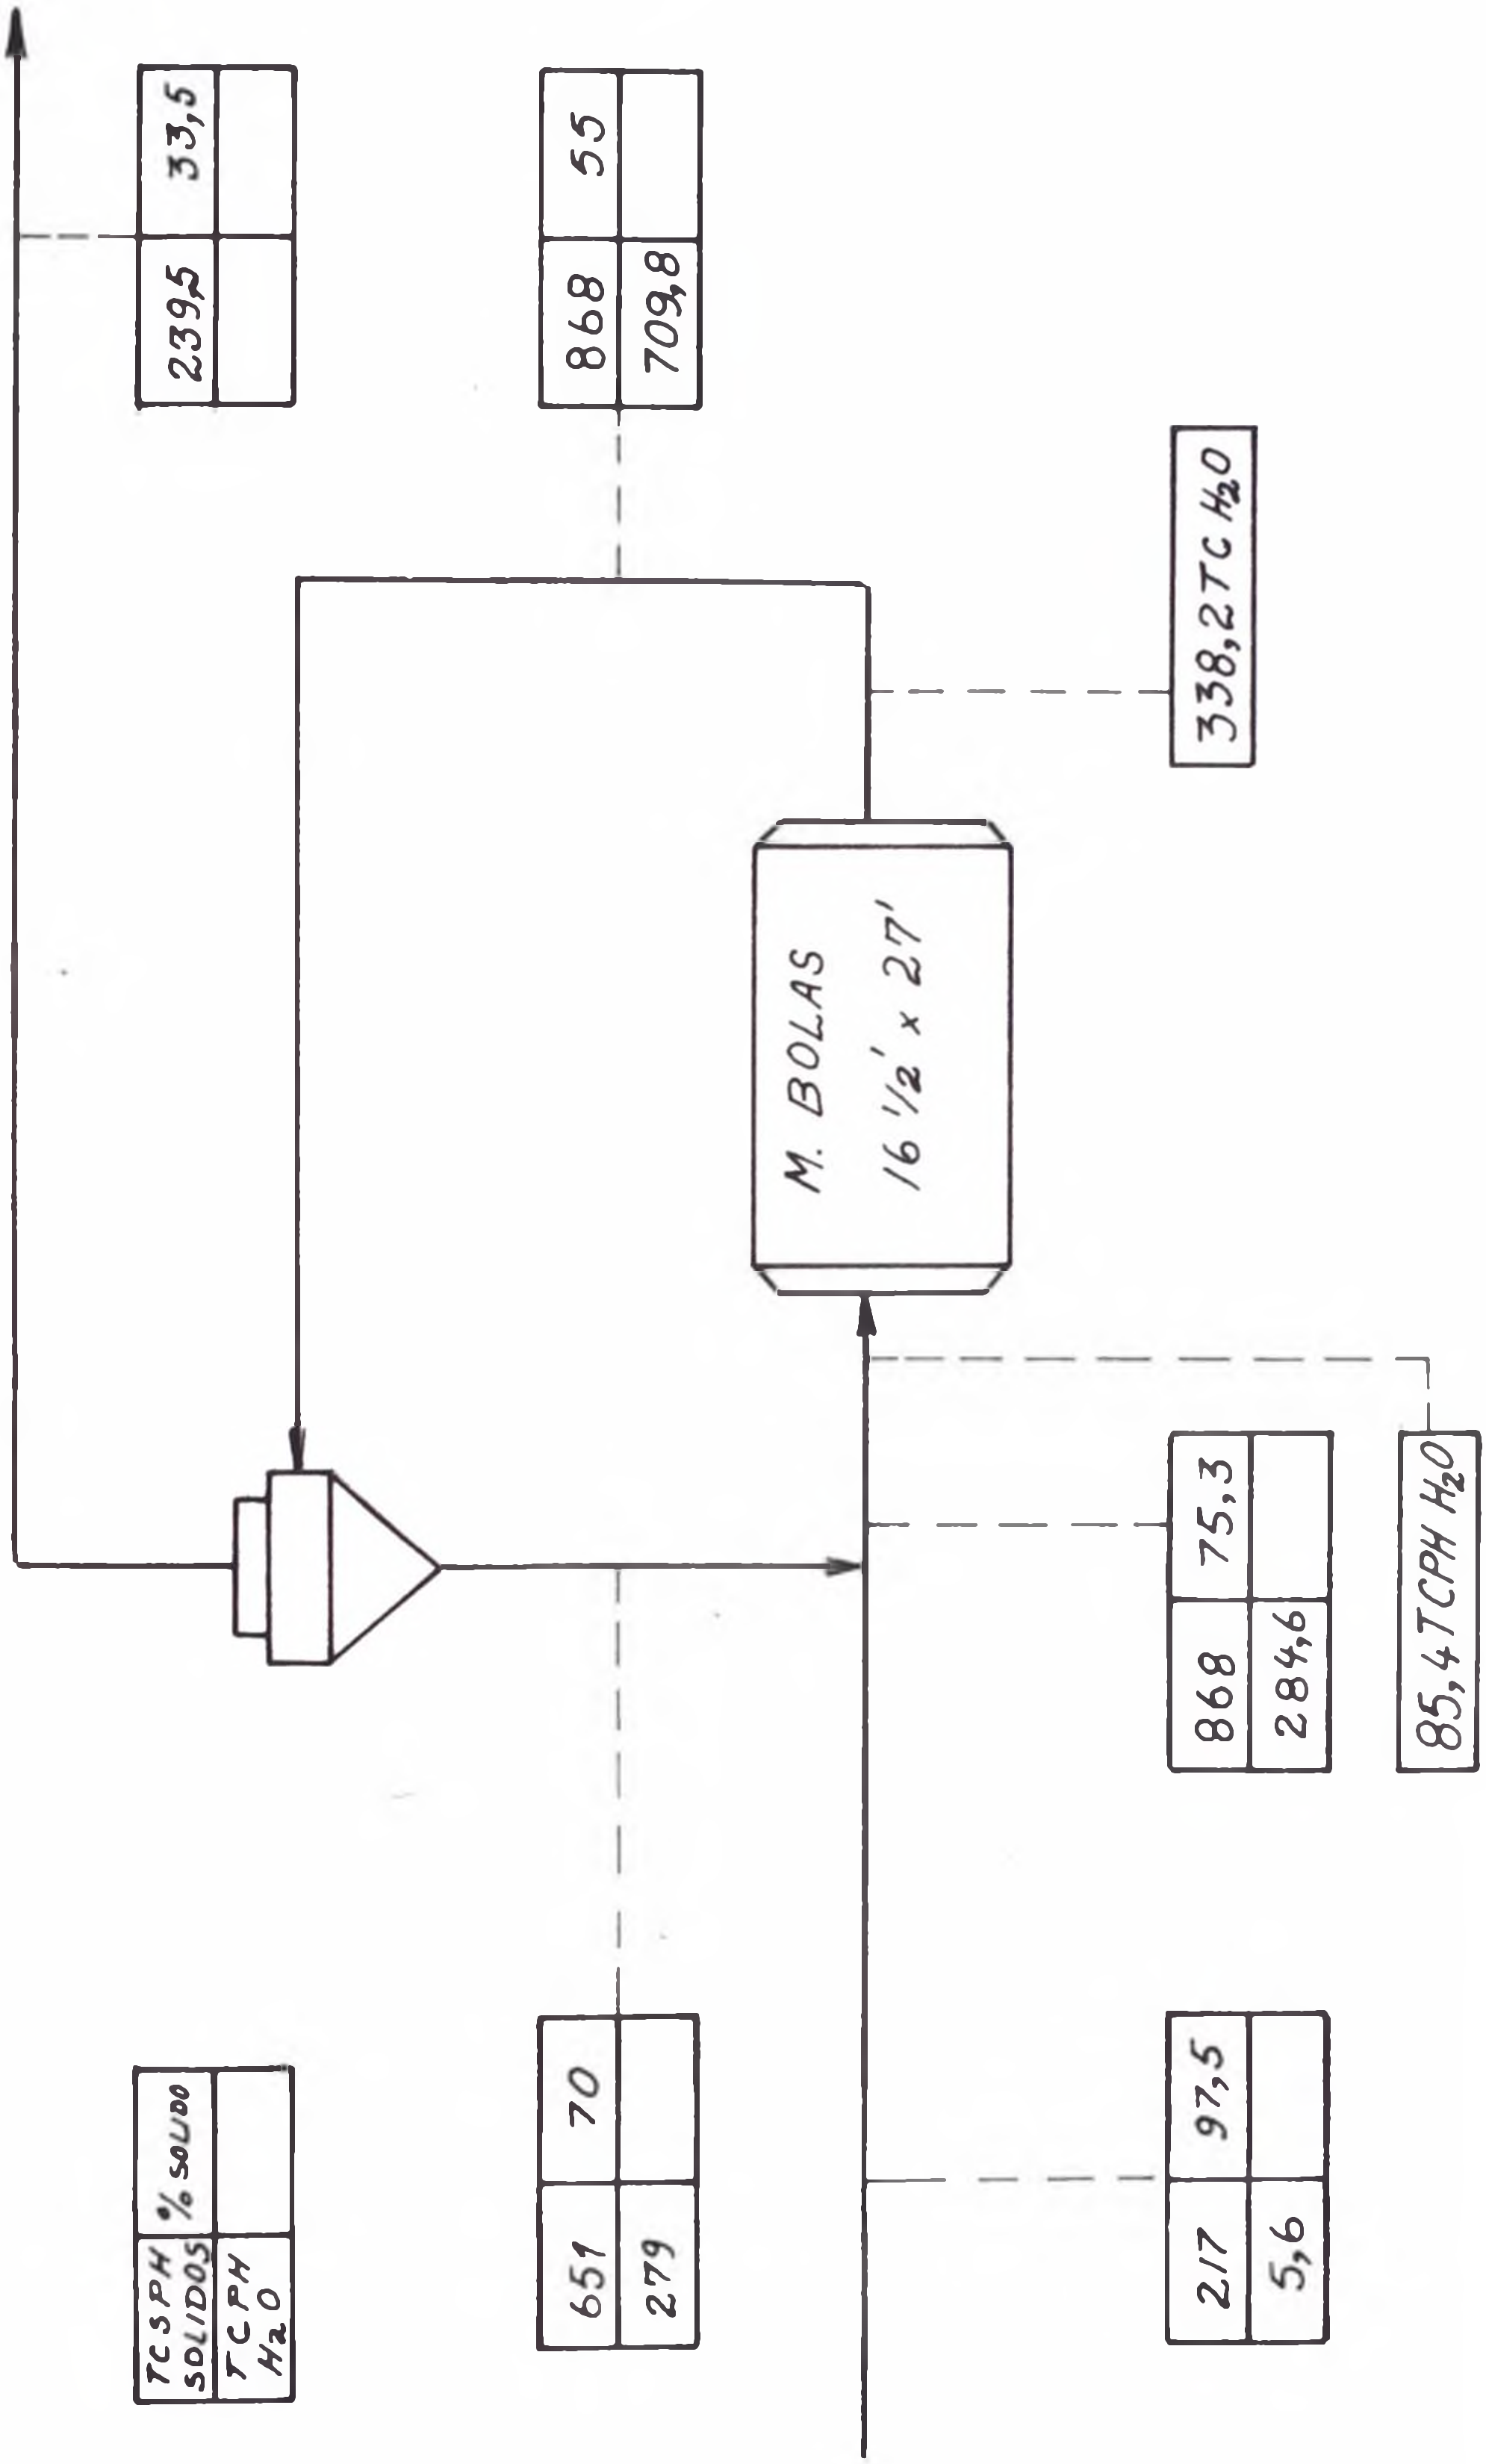 TCSPH
SOLIDOS
% SOLIDO
TCPH
H2O
239,5 33,5
651 70
279
868 55
709,8
M. BOLAS
16 1/2' x 27'
217 97,5
5,6
868 75,3
284,6
338,2 TC H2O
85,4 TCPH H2O